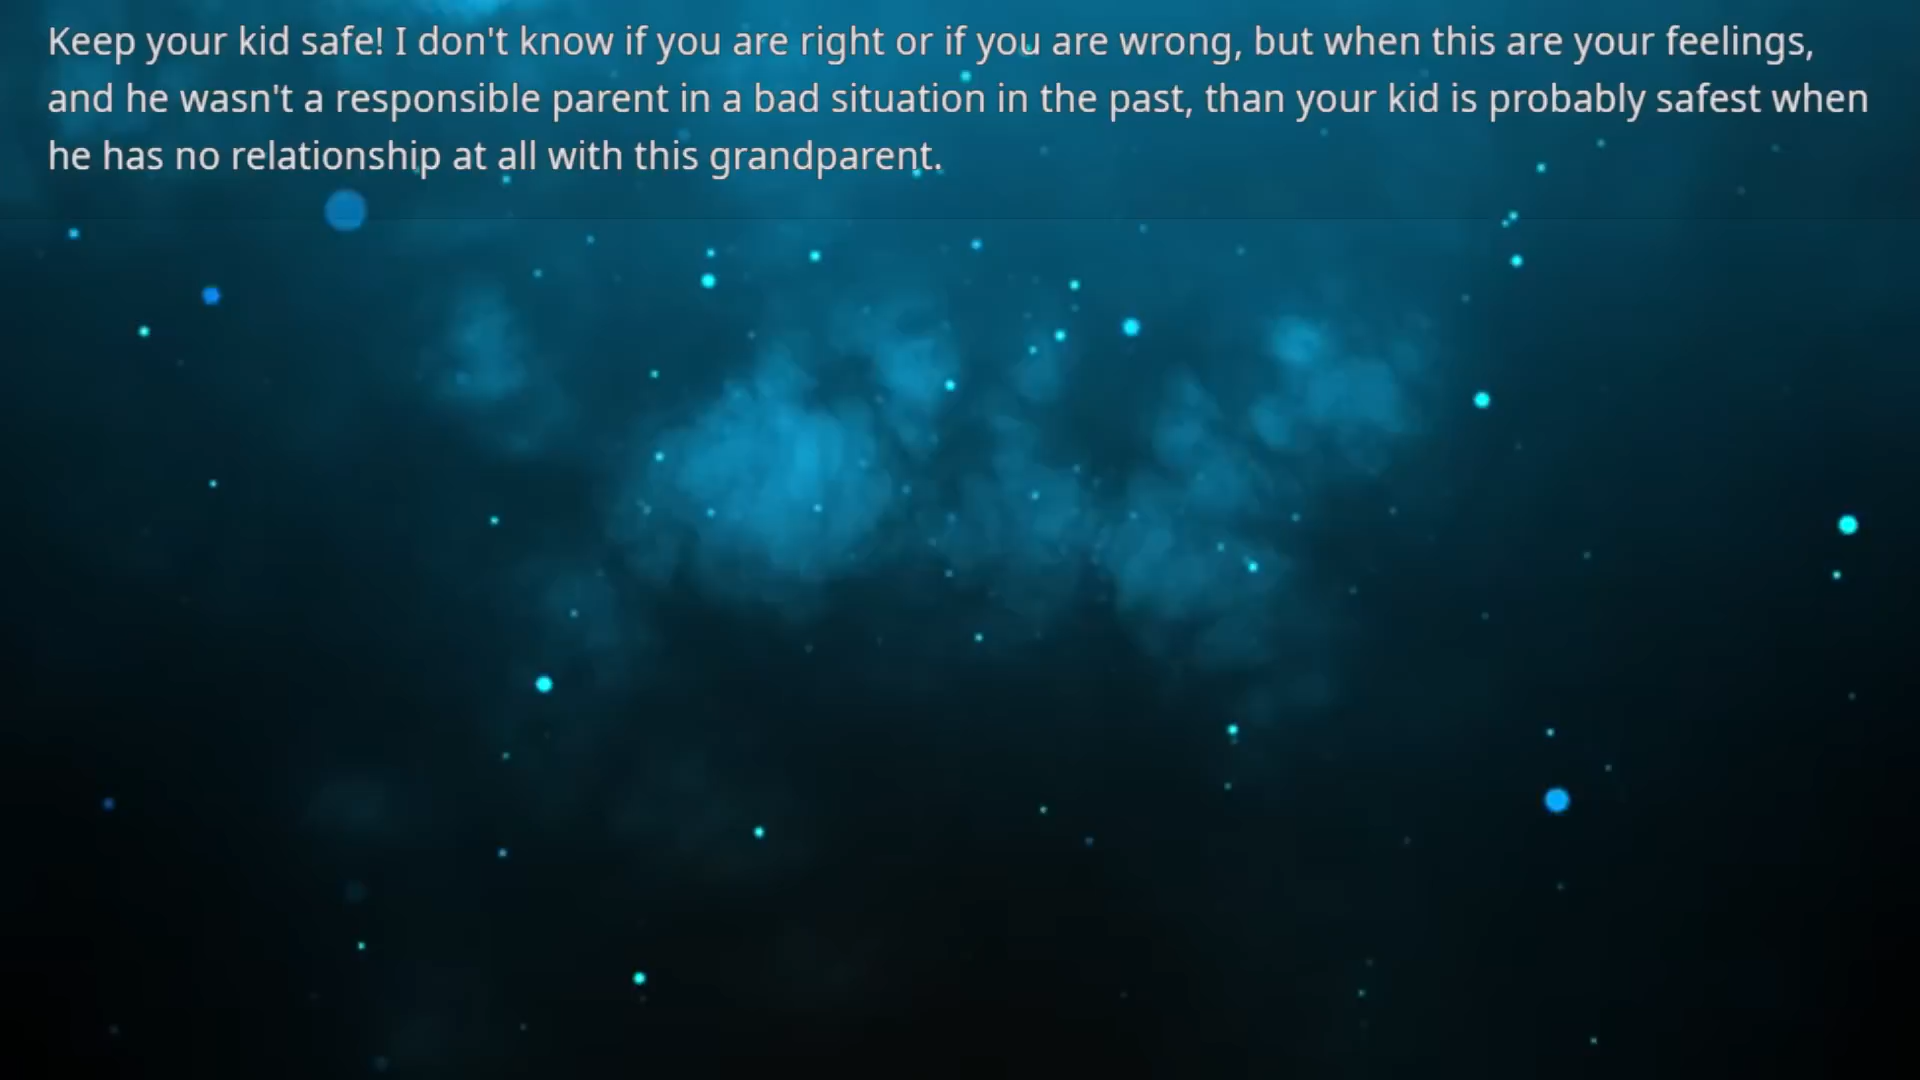 Keep your kid safe! I don't know if you are right or if you are wrong, but when this are your feelings,
and he wasn't a responsible parent in a bad situation in the past, than your kid is probably safest when
he has no relationship at all with this grandparent.